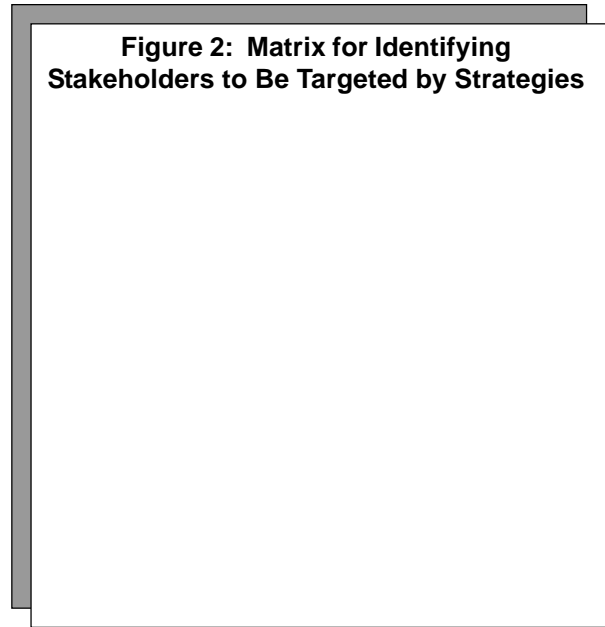 Figure 2: Matrix for Identifying
Stakeholders to Be Targeted by Strategies